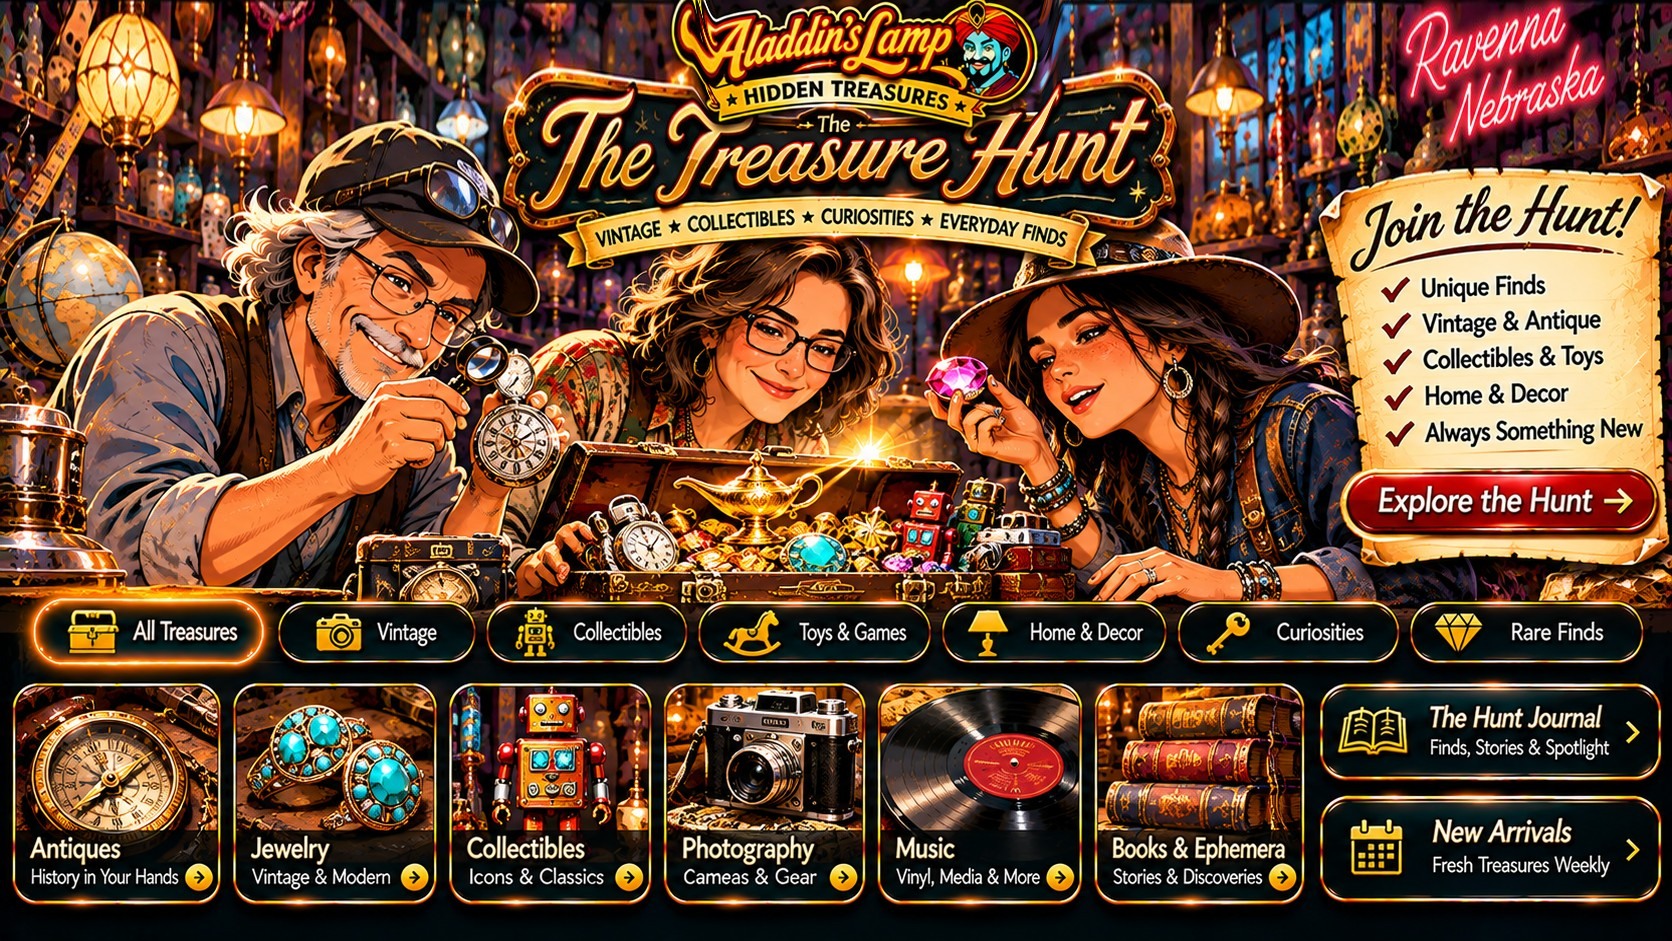 Aladdin's Lamp
HIDDEN TREASURES
The
The Treasure Hunt
VINTAGE ★ COLLECTIBLES ★ CURIOSITIES ★ EVERYDAY FINDS
Ravenna
Nebraska
Join the Hunt!
Unique Finds
Vintage & Antique
Collectibles & Toys
Home & Decor
Always Something New
Explore the Hunt
All Treasures
Vintage
Collectibles
Toys & Games
Home & Decor
Curiosities
Rare Finds
Antiques
History in Your Hands
Jewelry
Vintage & Modern
Collectibles
Icons & Classics
Photography
Cameas & Gear
Music
Vinyl, Media & More
Books & Ephemera
Stories & Discoveries
The Hunt Journal
Finds, Stories & Spotlight
New Arrivals
Fresh Treasures Weekly